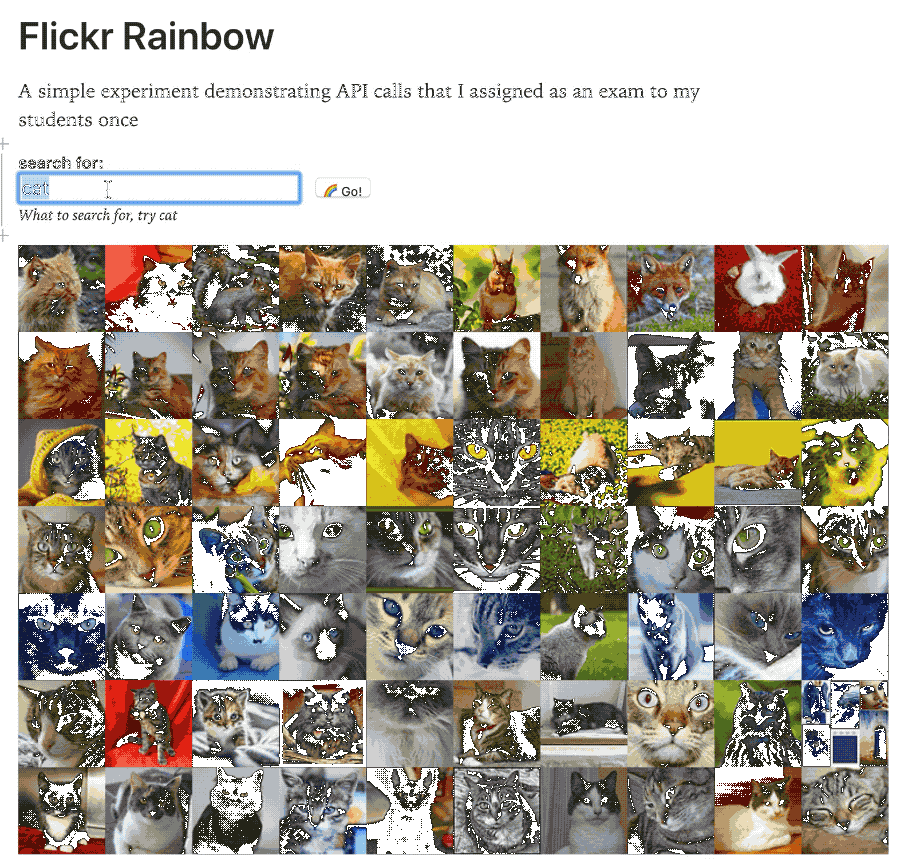 Flickr Rainbow
A simple experiment demonstrating API calls that I assigned as an exam to my
students once
search for:
cat
🌈 Go!
What to search for, try cat